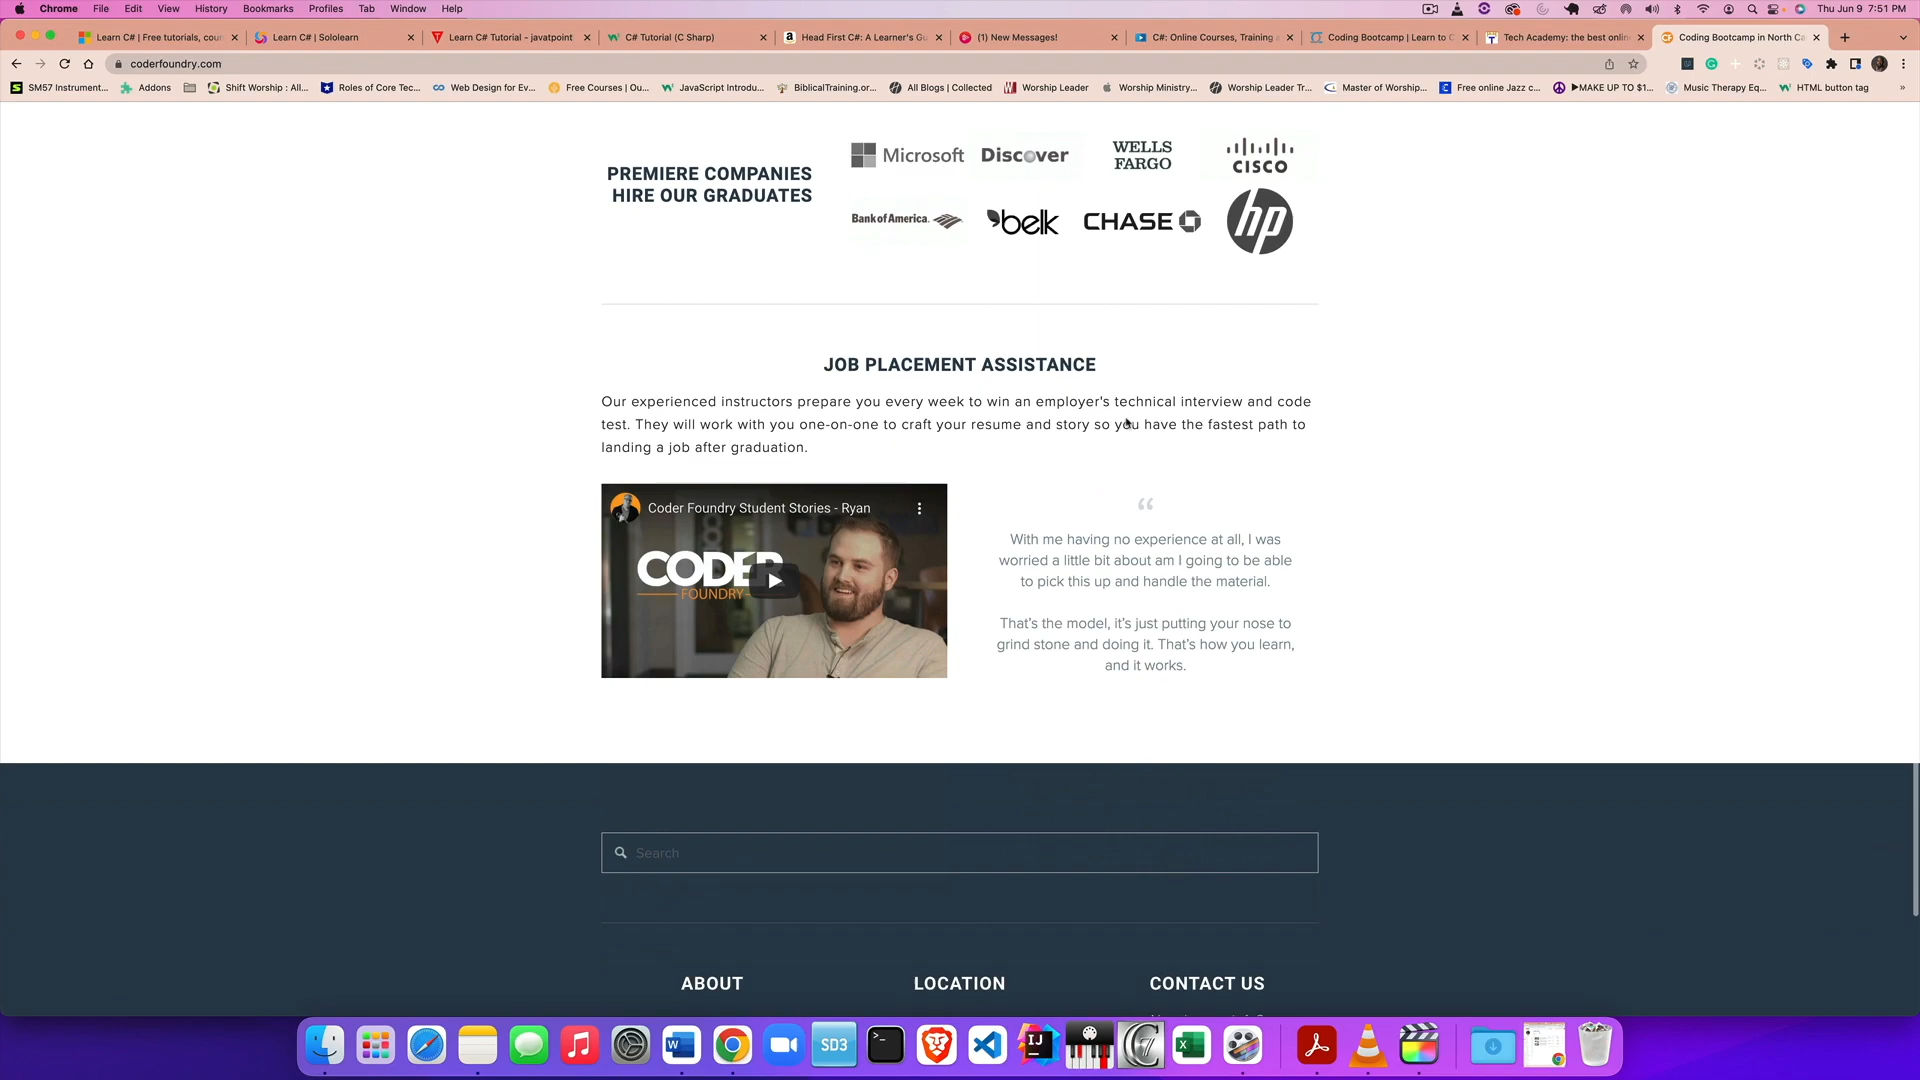 Chrome File Edit View History Bookmarks Profiles Tab Window Help Thu Jun 9 7:51 PM
Learn C# | Free tutorials, cour Learn C# | Sololearn Learn C# Tutorial - javatpoint C# Tutorial (C Sharp) Head First C#: A Learner's Gu (1) New Messages! C#: Online Courses, Training a Coding Bootcamp | Learn to C Tech Academy: the best onlin Coding Bootcamp in North Ca
coderfoundry.com
SM57 Instrument... Addons Shift Worship : All... Roles of Core Tec... Web Design for Ev... Free Courses | Ou... JavaScript Introdu... BiblicalTraining.or... All Blogs | Collected Worship Leader Worship Ministry... Worship Leader Tr... Master of Worship... Free online Jazz c... ▶MAKE UP TO $1... Music Therapy Eq... HTML button tag »
PREMIERE COMPANIES
HIRE OUR GRADUATES
Microsoft Discover WELLS FARGO CISCO
Bank of America. belk CHASE hp
JOB PLACEMENT ASSISTANCE
Our experienced instructors prepare you every week to win an employer's technical interview and code
test. They will work with you one-on-one to craft your resume and story so you have the fastest path to
landing a job after graduation.
Coder Foundry Student Stories - Ryan
CODER
FOUNDRY
“
With me having no experience at all, I was
worried a little bit about am I going to be able
to pick this up and handle the material.
That's the model, it's just putting your nose to
grind stone and doing it. That's how you learn,
and it works.
Search
ABOUT LOCATION CONTACT US
SD3
IJ